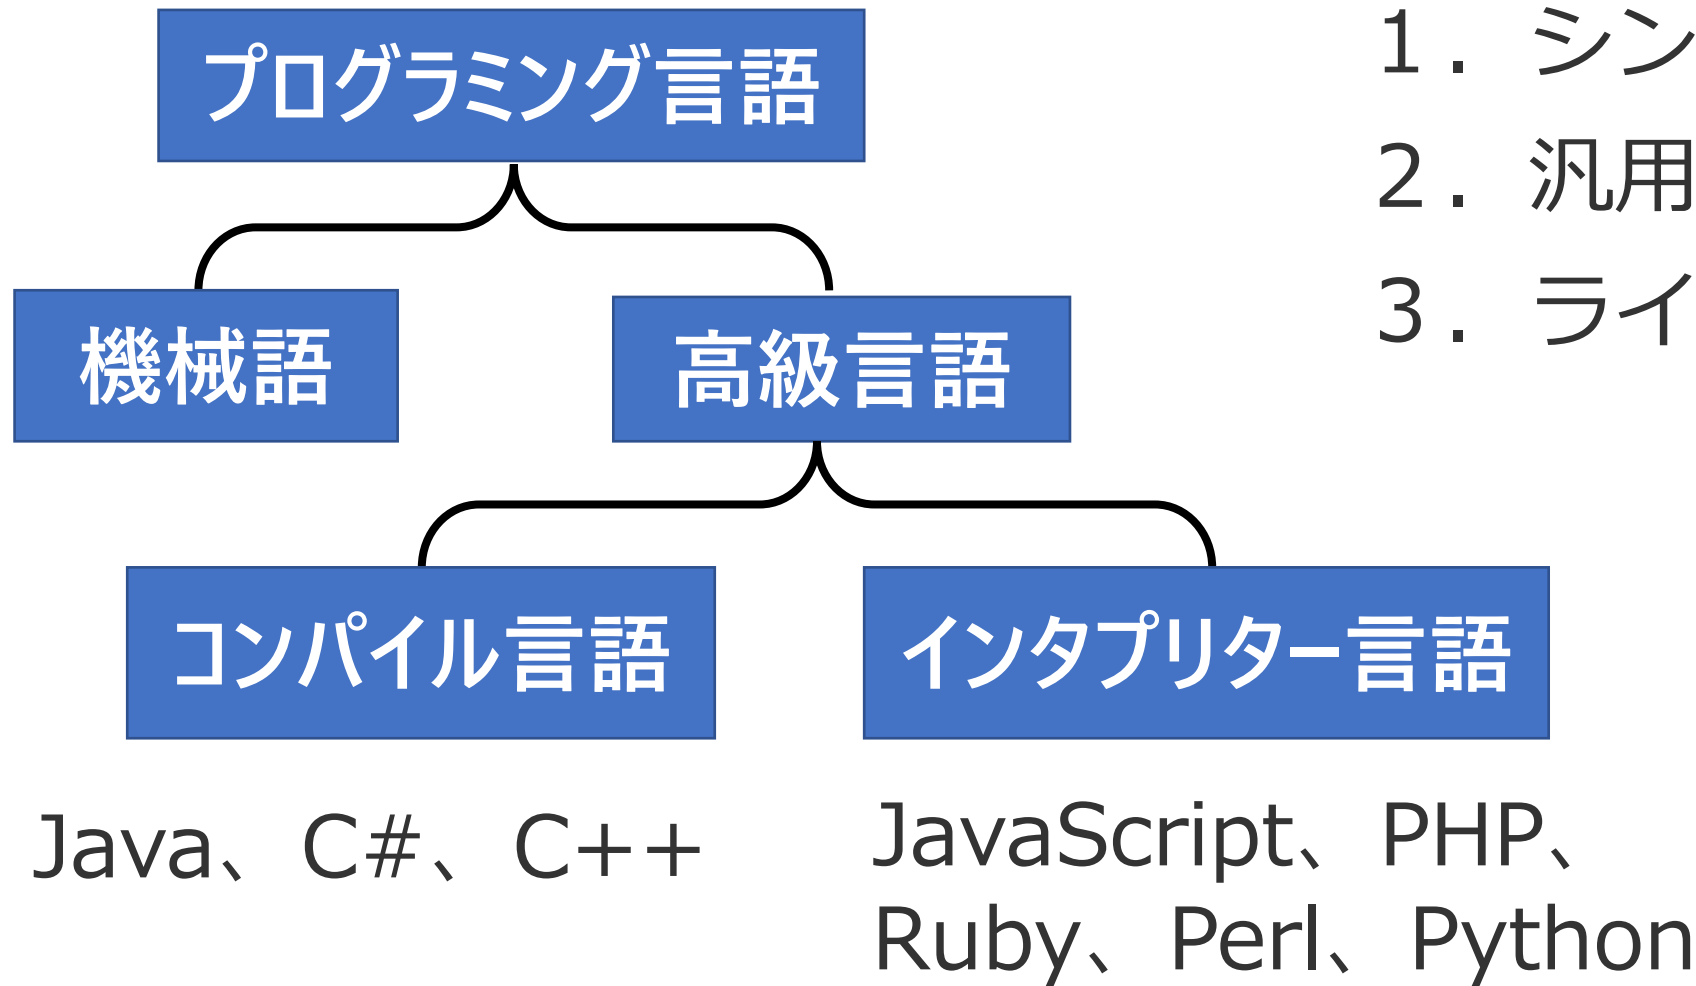 プログラミング言語
機械語
高級言語
コンパイル言語
インタプリター言語
Java、C#、C++
JavaScript、PHP、
Ruby、Perl、Python
1．シン
2．汎用
3．ライ